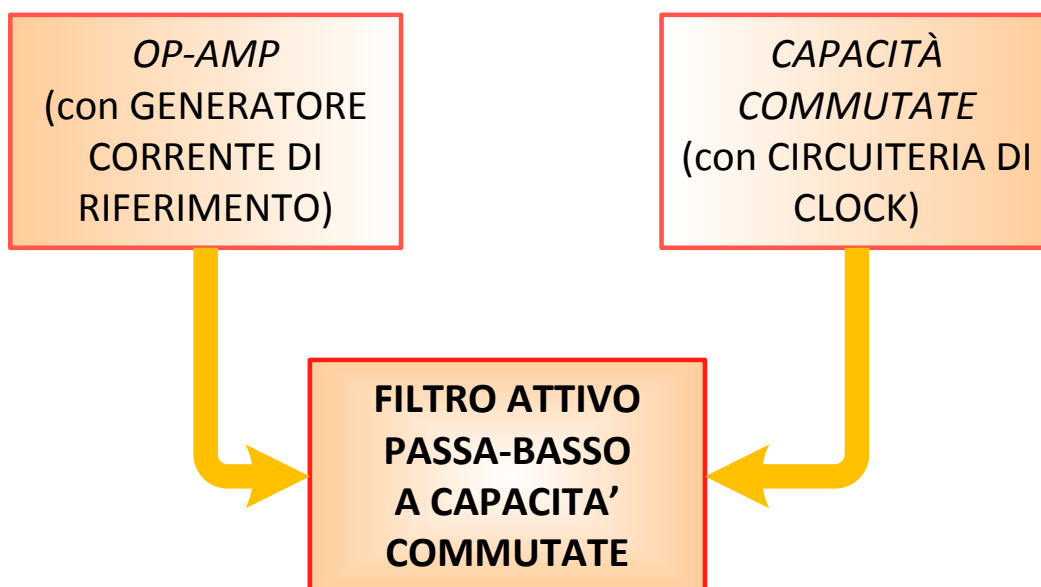 OP-AMP
(con GENERATORE
CORRENTE DI
RIFERIMENTO)
CAPACITÀ
COMMUTATE
(con CIRCUITERIA DI
CLOCK)
FILTRO ATTIVO
PASSA-BASSO
A CAPACITA’
COMMUTATE